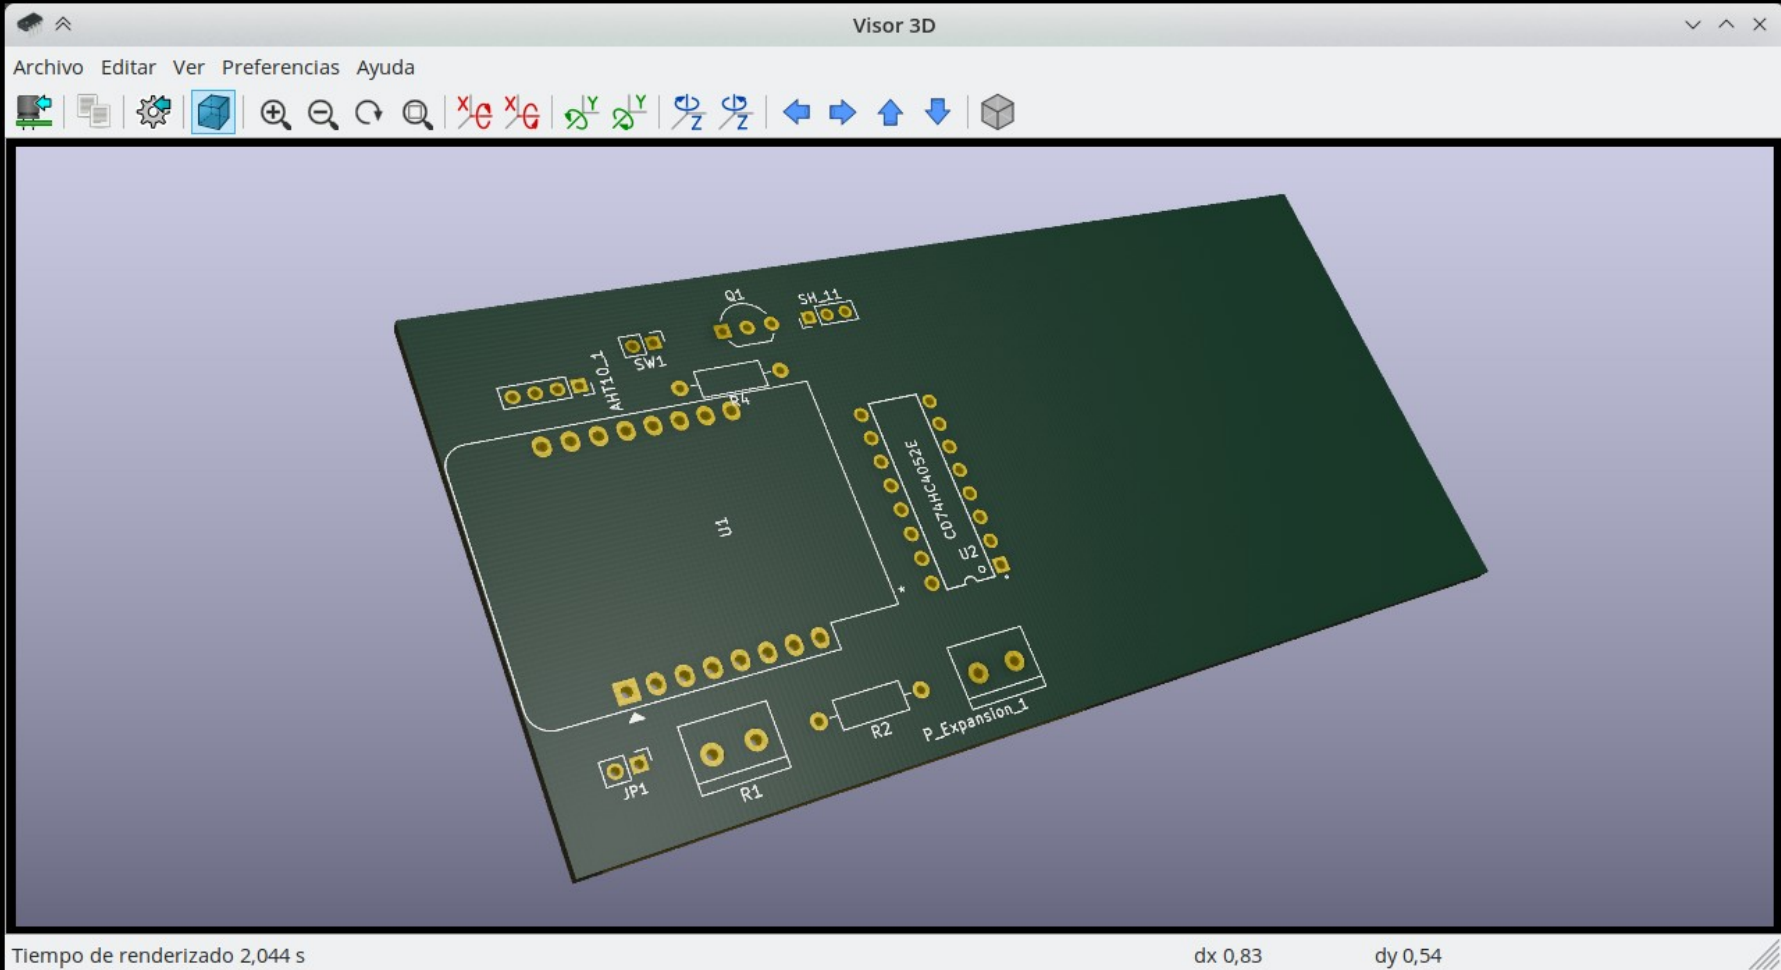 Visor 3D
Archivo Editar Ver Preferencias Ayuda
X X Y Y Z Z
Q1
SH_11
SW1
AHT10_1
R4
CD74HC4052E
U1
U2
*
P_Expansion_1
R2
JP1
R1
Tiempo de renderizado 2,044 s
dx 0,83
dy 0,54